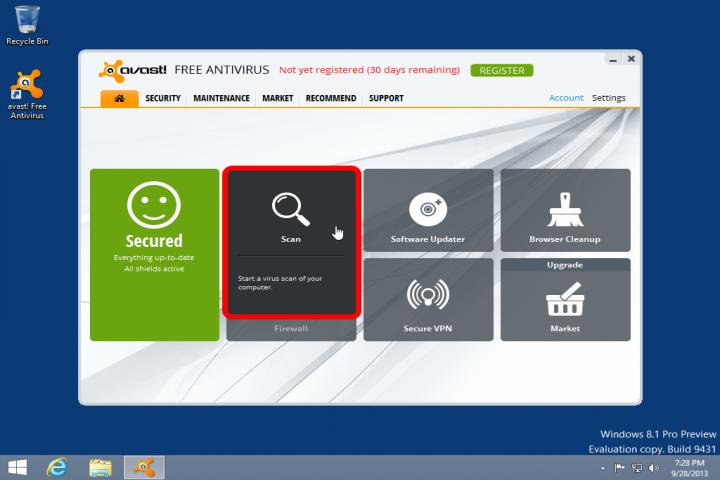 Recycle Bin
avast! Free
Antivirus
avast! FREE ANTIVIRUS Not yet registered (30 days remaining) REGISTER
SECURITY MAINTENANCE MARKET RECOMMEND SUPPORT Account Settings
Secured
Everything up-to-date
All shields active
Scan
Start a virus scan of your
computer.
Firewall
Software Updater
Browser Cleanup
Secure VPN
Upgrade
Market
Windows 8.1 Pro Preview
Evaluation copy. Build 9431
7:28 PM
9/28/2013